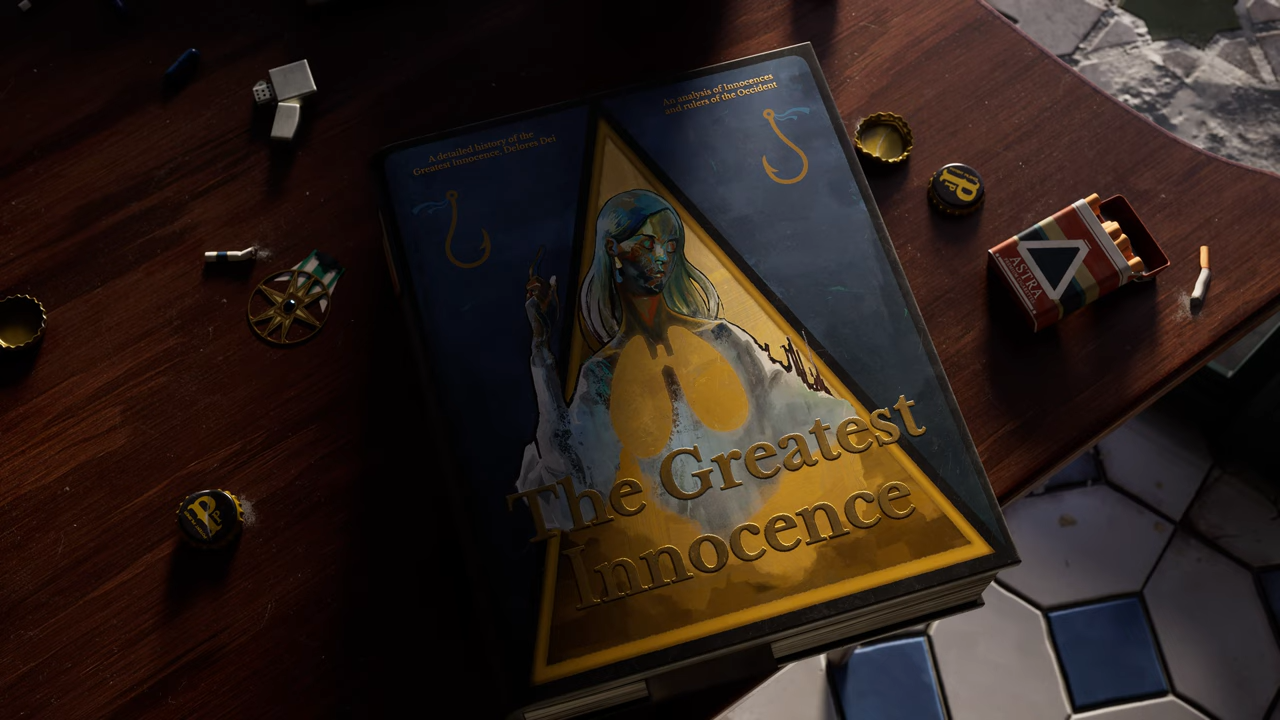 A detailed history of the
Greatest Innocence, Delores Dei
An analysis of Innocences
and rulers of the Occident
The Greatest
Innocence
ASTRA